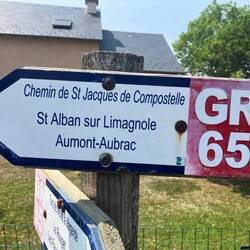 Chemin de St Jacques de Compostelle
St Alban sur Limagnole
Aumont-Aubrac
GR
65